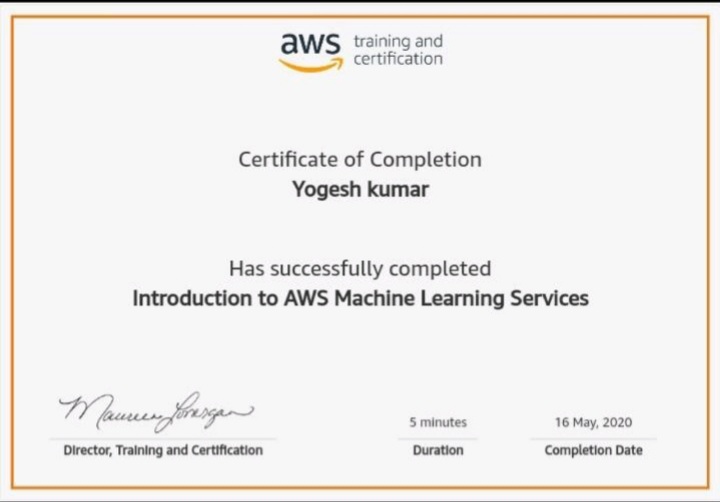 aws training and
certification
Certificate of Completion
Yogesh kumar
Has successfully completed
Introduction to AWS Machine Learning Services
Maureen Lonergan
5 minutes
16 May, 2020
Director, Training and Certification
Duration
Completion Date